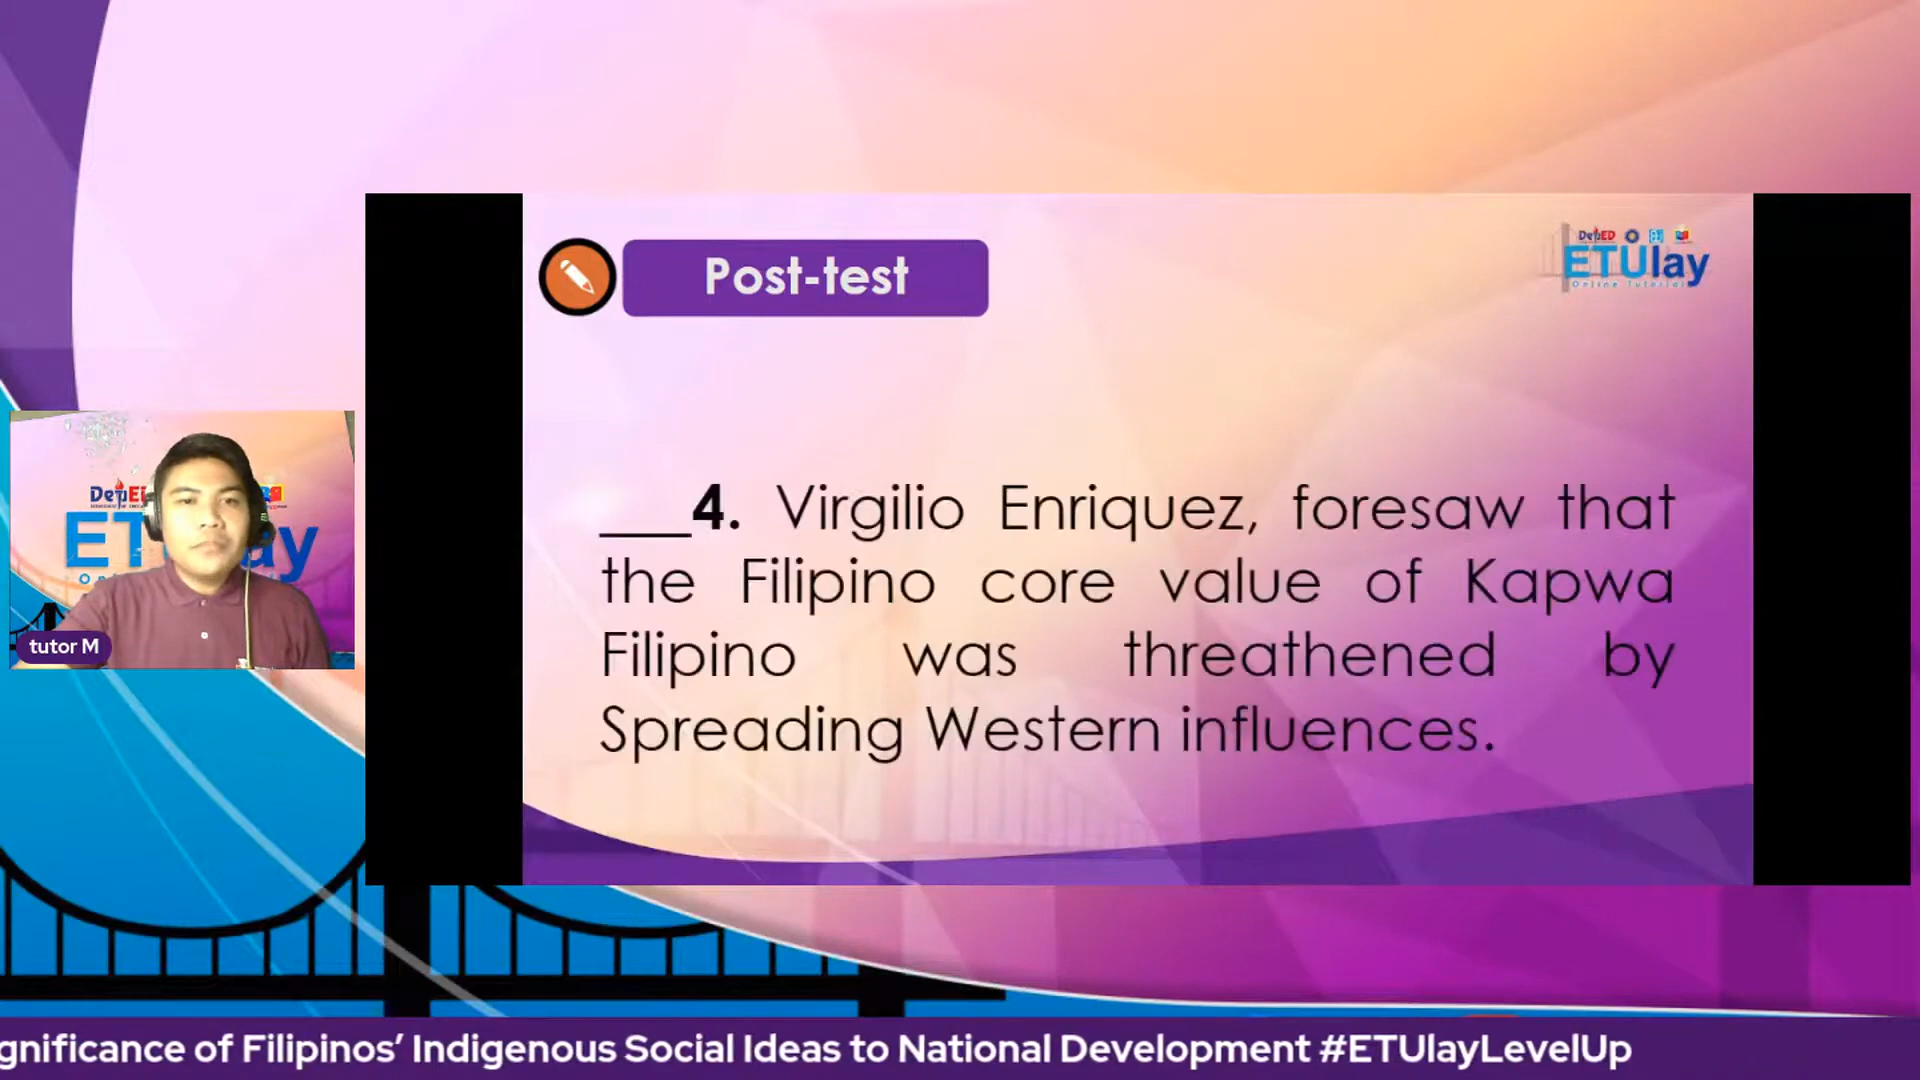 Post-test
DepED
ETUlay
Online Tutorial
___4. Virgilio Enriquez, foresaw that
the Filipino core value of Kapwa
Filipino was threathened by
Spreading Western influences.
tutor M
gnificance of Filipinos’ Indigenous Social Ideas to National Development #ETUlayLevelUp